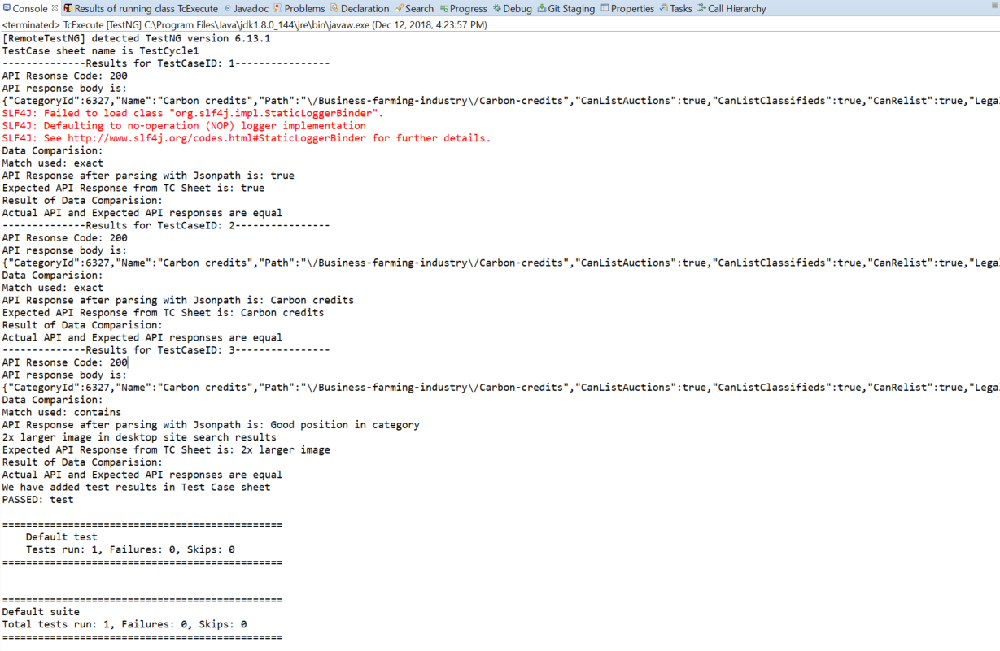 Console Results of running class TcExecute Javadoc Problems Declaration Search Progress Debug Git Staging Properties Tasks Call Hierarchy
<terminated> TcExecute [TestNG] C:\Program Files\Java\jdk1.8.0_144\jre\bin\javaw.exe (Dec 12, 2018, 4:23:57 PM)
[RemoteTestNG] detected TestNG version 6.13.1
TestCase sheet name is TestCycle1
--------------Results for TestCaseID: 1----------------
API Resonse Code: 200
API response body is:
{"CategoryId":6327,"Name":"Carbon credits","Path":"\/Business-farming-industry\/Carbon-credits","CanListAuctions":true,"CanListClassifieds":true,"CanRelist":true,"Legal
SLF4J: Failed to load class "org.slf4j.impl.StaticLoggerBinder".
SLF4J: Defaulting to no-operation (NOP) logger implementation
SLF4J: See http://www.slf4j.org/codes.html#StaticLoggerBinder for further details.
Data Comparision:
Match used: exact
API Response after parsing with Jsonpath is: true
Expected API Response from TC Sheet is: true
Result of Data Comparision:
Actual API and Expected API responses are equal
--------------Results for TestCaseID: 2----------------
API Resonse Code: 200
API response body is:
{"CategoryId":6327,"Name":"Carbon credits","Path":"\/Business-farming-industry\/Carbon-credits","CanListAuctions":true,"CanListClassifieds":true,"CanRelist":true,"Legal
Data Comparision:
Match used: exact
API Response after parsing with Jsonpath is: Carbon credits
Expected API Response from TC Sheet is: Carbon credits
Result of Data Comparision:
Actual API and Expected API responses are equal
--------------Results for TestCaseID: 3----------------
API Resonse Code: 200
API response body is:
{"CategoryId":6327,"Name":"Carbon credits","Path":"\/Business-farming-industry\/Carbon-credits","CanListAuctions":true,"CanListClassifieds":true,"CanRelist":true,"Legal
Data Comparision:
Match used: contains
API Response after parsing with Jsonpath is: Good position in category
2x larger image in desktop site search results
Expected API Response from TC Sheet is: 2x larger image
Result of Data Comparision:
Actual API and Expected API responses are equal
We have added test results in Test Case sheet
PASSED: test
===============================================
Default test
Tests run: 1, Failures: 0, Skips: 0
===============================================
===============================================
Default suite
Total tests run: 1, Failures: 0, Skips: 0
===============================================